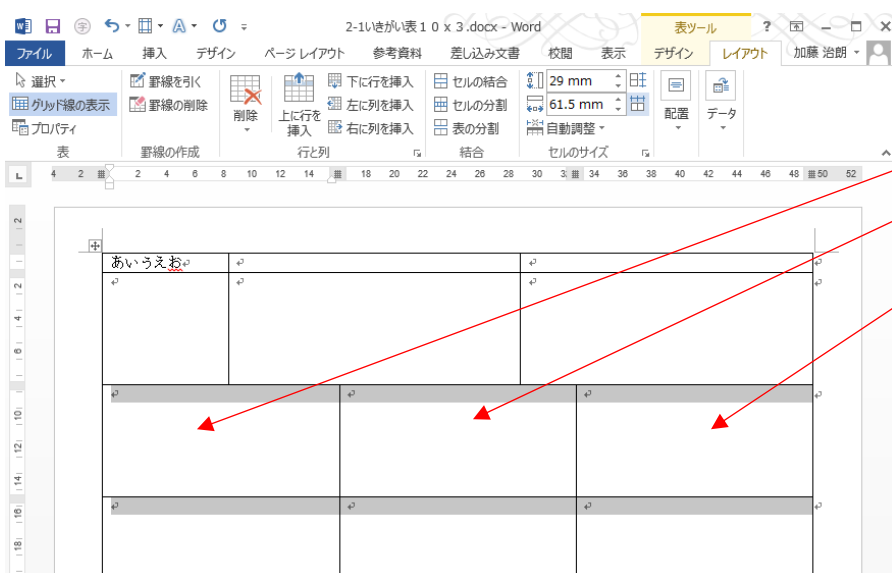 2-1いきがい表１０ｘ３.docx - Word
表ツール
?
ファイル ホーム 挿入 デザイン ページ レイアウト 参考資料 差し込み文書 校閲 表示 デザイン レイアウト 加藤 治朗
選択 罫線を引く 下に行を挿入 セルの結合 29 mm
グリッド線の表示 罫線の削除 削除 上に行を挿入 左に列を挿入 セルの分割 61.5 mm 配置 データ
プロパティ 右に列を挿入 表の分割 自動調整
表 罫線の作成 行と列 結合 セルのサイズ
4 2 2 4 6 8 10 12 14 18 20 22 24 26 28 30 3 34 36 38 40 42 44 46 48 50 52
2
あいうえお
2
4
6
10
12
14
16
18